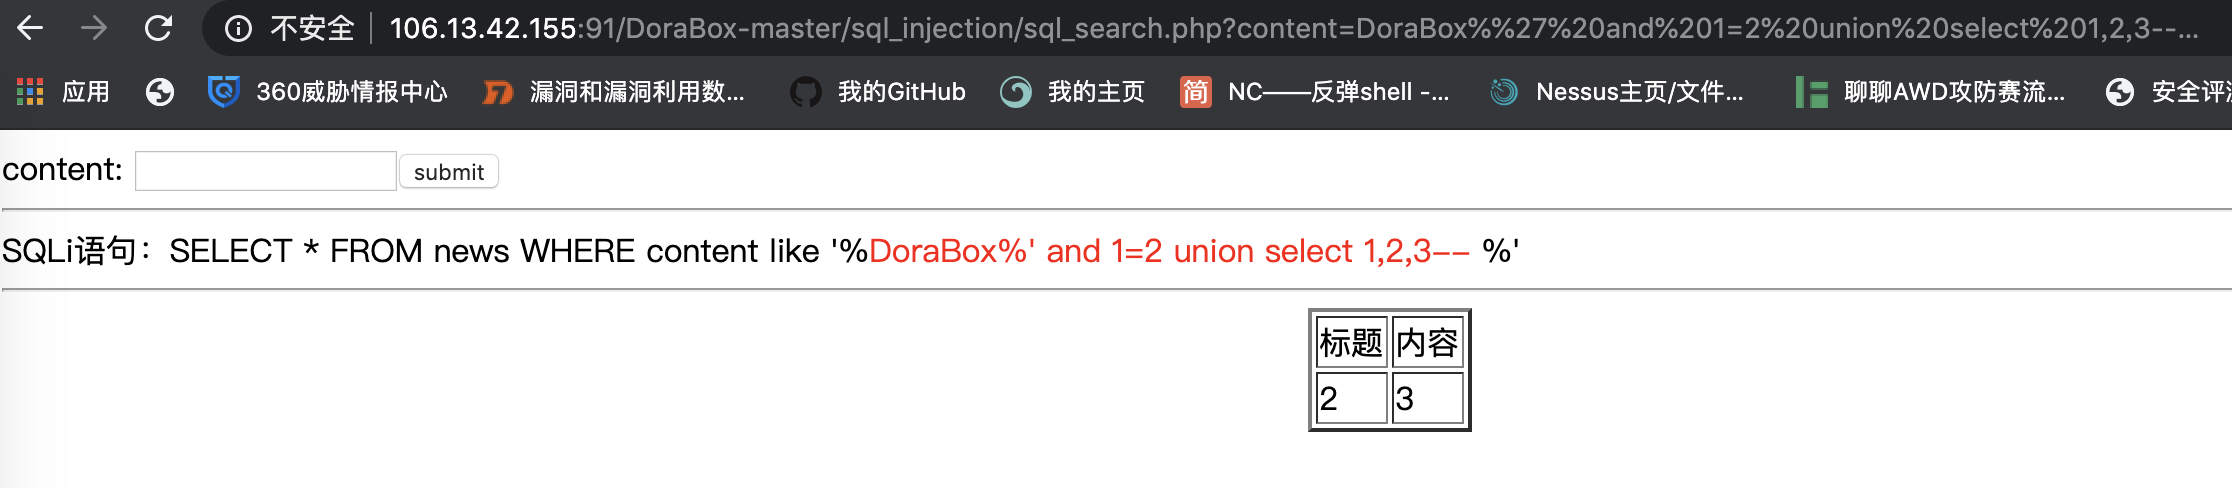 不安全 106.13.42.155:91/DoraBox-master/sql_injection/sql_search.php?content=DoraBox%%27%20and%201=2%20union%20select%201,2,3--...
应用 360威胁情报中心 漏洞和漏洞利用数... 我的GitHub 我的主页 简 NC——反弹shell -... Nessus主页/文件... 聊聊AWD攻防赛流... 安全评
content: submit
SQLi语句：SELECT * FROM news WHERE content like '%DoraBox%' and 1=2 union select 1,2,3-- %'
标题 内容
2 3